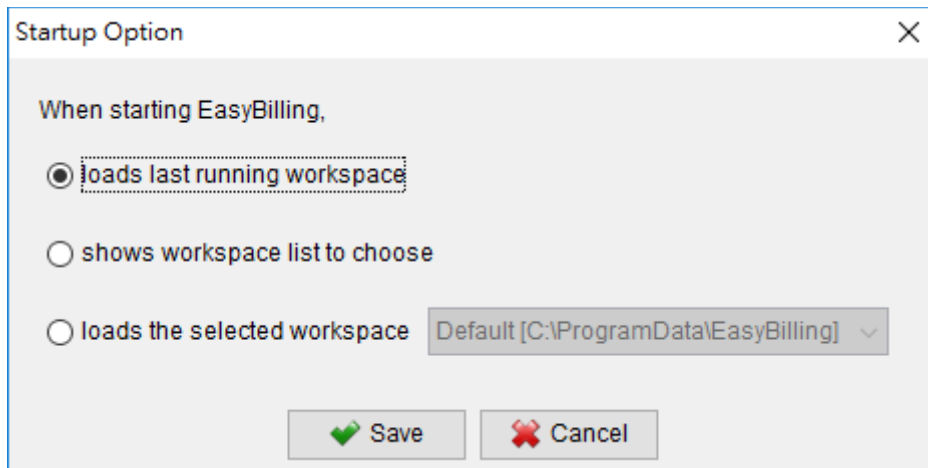 Startup Option
When starting EasyBilling,
loads last running workspace
shows workspace list to choose
loads the selected workspace Default [C:\ProgramData\EasyBilling]
Save Cancel